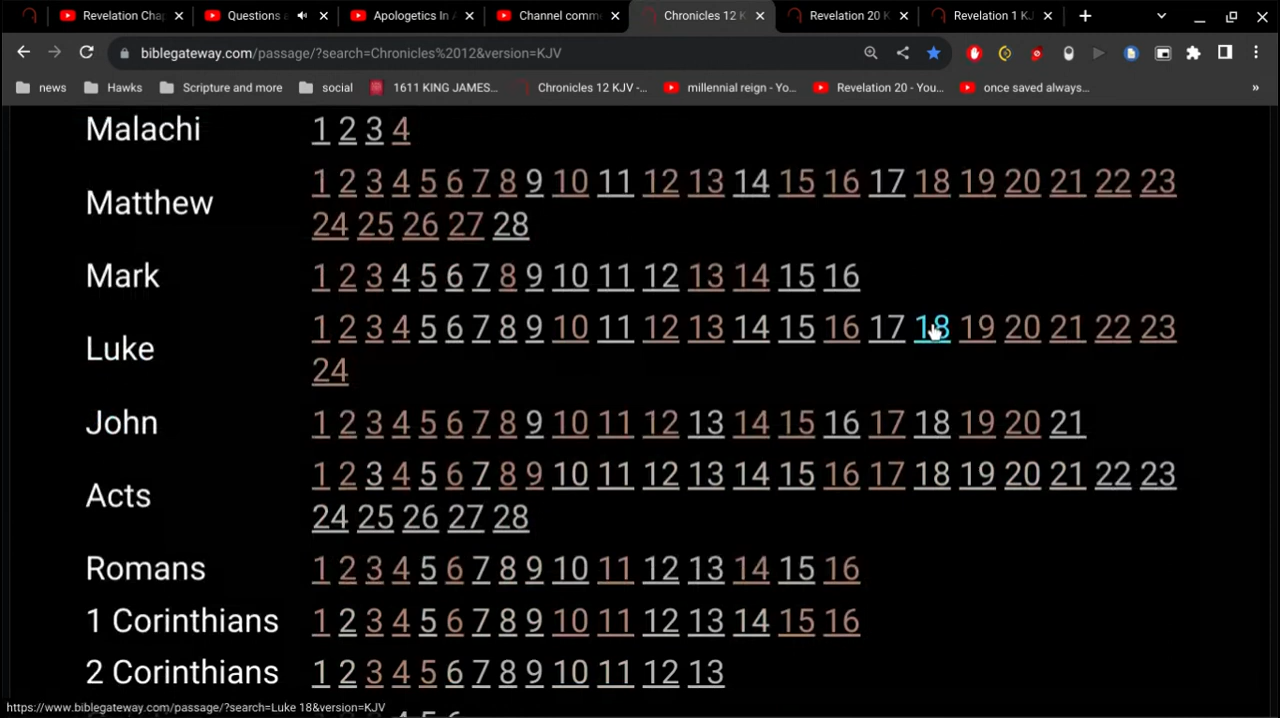 Revelation Cha
Questions a
Apologetics In A
Channel comm
Chronicles 12 K
Revelation 20 K
Revelation 1 KJ
biblegateway.com/passage/?search=Chronicles%2012&version=KJV
news Hawks Scripture and more social 1611 KING JAMES... Chronicles 12 KJV -... millennial reign - Yo... Revelation 20 - You... once saved always... »
Malachi 1 2 3 4
Matthew 1 2 3 4 5 6 7 8 9 10 11 12 13 14 15 16 17 18 19 20 21 22 23
24 25 26 27 28
Mark 1 2 3 4 5 6 7 8 9 10 11 12 13 14 15 16
Luke 1 2 3 4 5 6 7 8 9 10 11 12 13 14 15 16 17 18 19 20 21 22 23
24
John 1 2 3 4 5 6 7 8 9 10 11 12 13 14 15 16 17 18 19 20 21
Acts 1 2 3 4 5 6 7 8 9 10 11 12 13 14 15 16 17 18 19 20 21 22 23
24 25 26 27 28
Romans 1 2 3 4 5 6 7 8 9 10 11 12 13 14 15 16
1 Corinthians 1 2 3 4 5 6 7 8 9 10 11 12 13 14 15 16
2 Corinthians 1 2 3 4 5 6 7 8 9 10 11 12 13
https://www.biblegateway.com/passage/?search=Luke 18&version=KJV